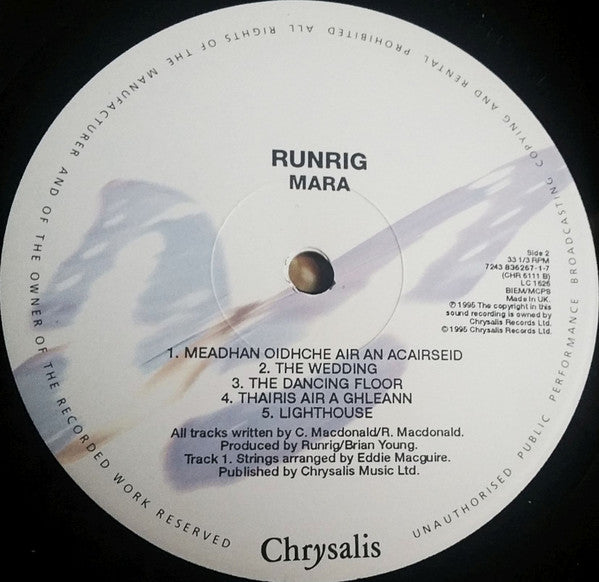 ALL RIGHTS OF THE MANUFACTURER AND OF THE OWNER OF THE RECORDED WORK RESERVED
UNAUTHORISED PUBLIC PERFORMANCE BROADCASTING COPYING AND RENTAL PROHIBITED
RUNRIG
MARA
Side 2
33 1/3 RPM
7243 836267-1-7
(CHR 6111 B)
LC 1626
BIEM/MCPS
Made In UK.
℗ 1995 The copyright in this
sound recording is owned by
Chrysalis Records Ltd.
© 1995 Chrysalis Records Ltd.
1. MEADHAN OIDHCHE AIR AN ACAIRSEID
2. THE WEDDING
3. THE DANCING FLOOR
4. THAIRIS AIR A GHLEANN
5. LIGHTHOUSE
All tracks written by C. Macdonald/R. Macdonald.
Produced by Runrig/Brian Young.
Track 1. Strings arranged by Eddie Macguire.
Published by Chrysalis Music Ltd.
Chrysalis